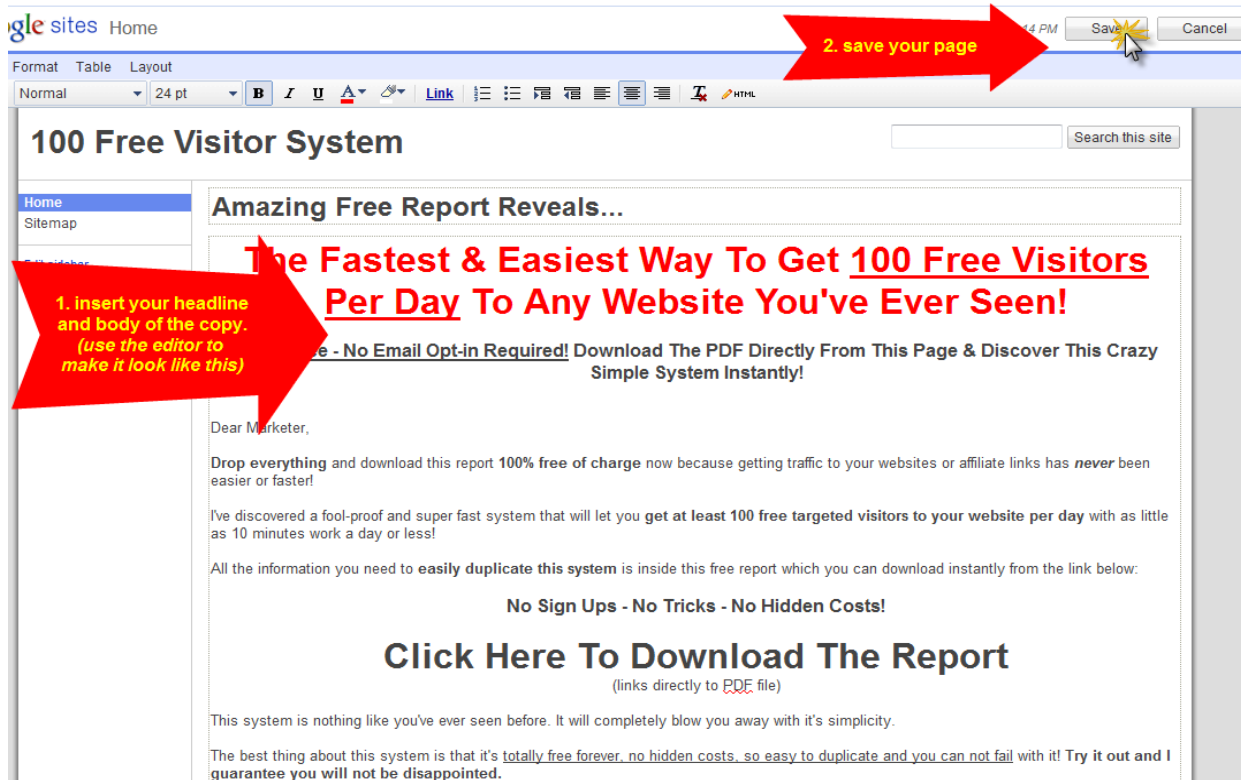 gle sites Home
2. save your page
14 PM
Save
Cancel
Format Table Layout
Normal 24 pt B I U A Link HTML
100 Free Visitor System
Search this site
Home
Sitemap
Amazing Free Report Reveals...
The Fastest & Easiest Way To Get 100 Free Visitors
Per Day To Any Website You've Ever Seen!
1. insert your headline
and body of the copy.
(use the editor to
make it look like this)
- No Email Opt-in Required! Download The PDF Directly From This Page & Discover This Crazy
Simple System Instantly!
Dear Marketer,
Drop everything and download this report 100% free of charge now because getting traffic to your websites or affiliate links has never been
easier or faster!
I've discovered a fool-proof and super fast system that will let you get at least 100 free targeted visitors to your website per day with as little
as 10 minutes work a day or less!
All the information you need to easily duplicate this system is inside this free report which you can download instantly from the link below:
No Sign Ups - No Tricks - No Hidden Costs!
Click Here To Download The Report
(links directly to PDF file)
This system is nothing like you've ever seen before. It will completely blow you away with it's simplicity.
The best thing about this system is that it's totally free forever, no hidden costs, so easy to duplicate and you can not fail with it! Try it out and I
guarantee you will not be disappointed.